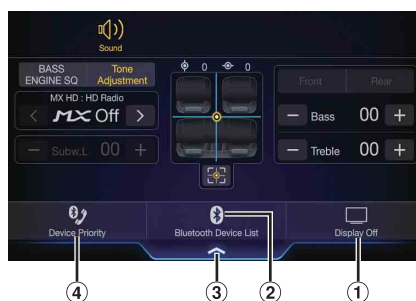 Sound
BASS
ENGINE SQ
Tone
Adjustment
0 0
MX HD : HD Radio
MX Off
Subw.L 00
Front Rear
Bass 00
Treble 00
Device Priority
Bluetooth Device List
Display Off
4 3 2 1